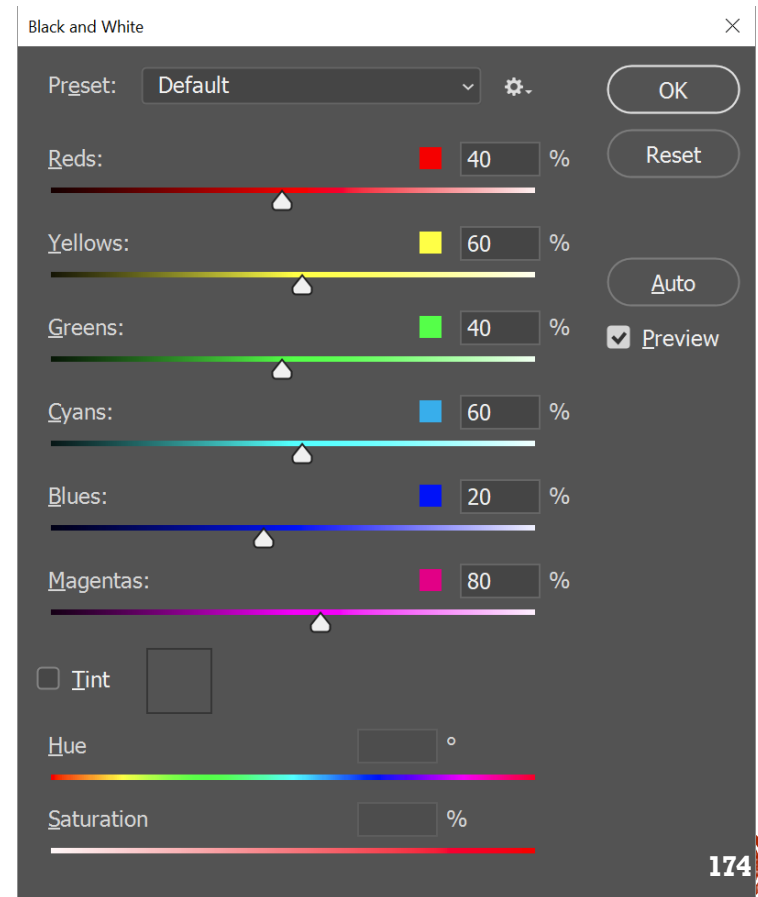 Black and White
Preset: Default
OK
Reds: 40 %
Reset
Yellows: 60 %
Auto
Greens: 40 %
Preview
Cyans: 60 %
Blues: 20 %
Magentas: 80 %
Tint
Hue °
Saturation %
174